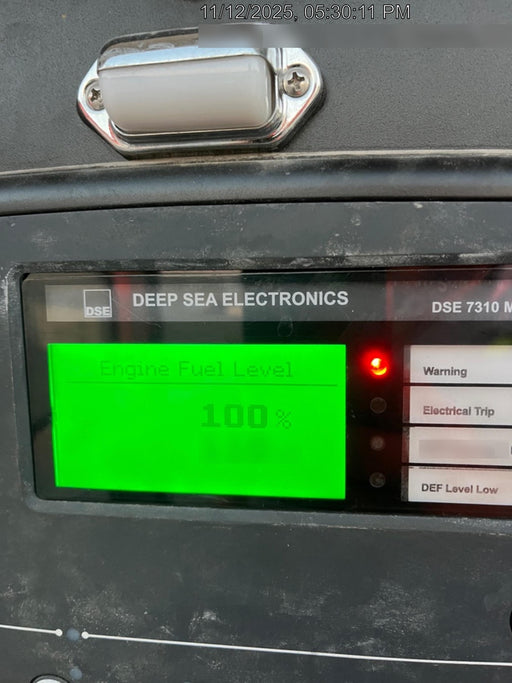 11/12/2025, 05:30:11 PM
DSE
DEEP SEA ELECTRONICS
DSE 7310 M
Engine Fuel Level
100%
Warning
Electrical Trip
DEF Level Low